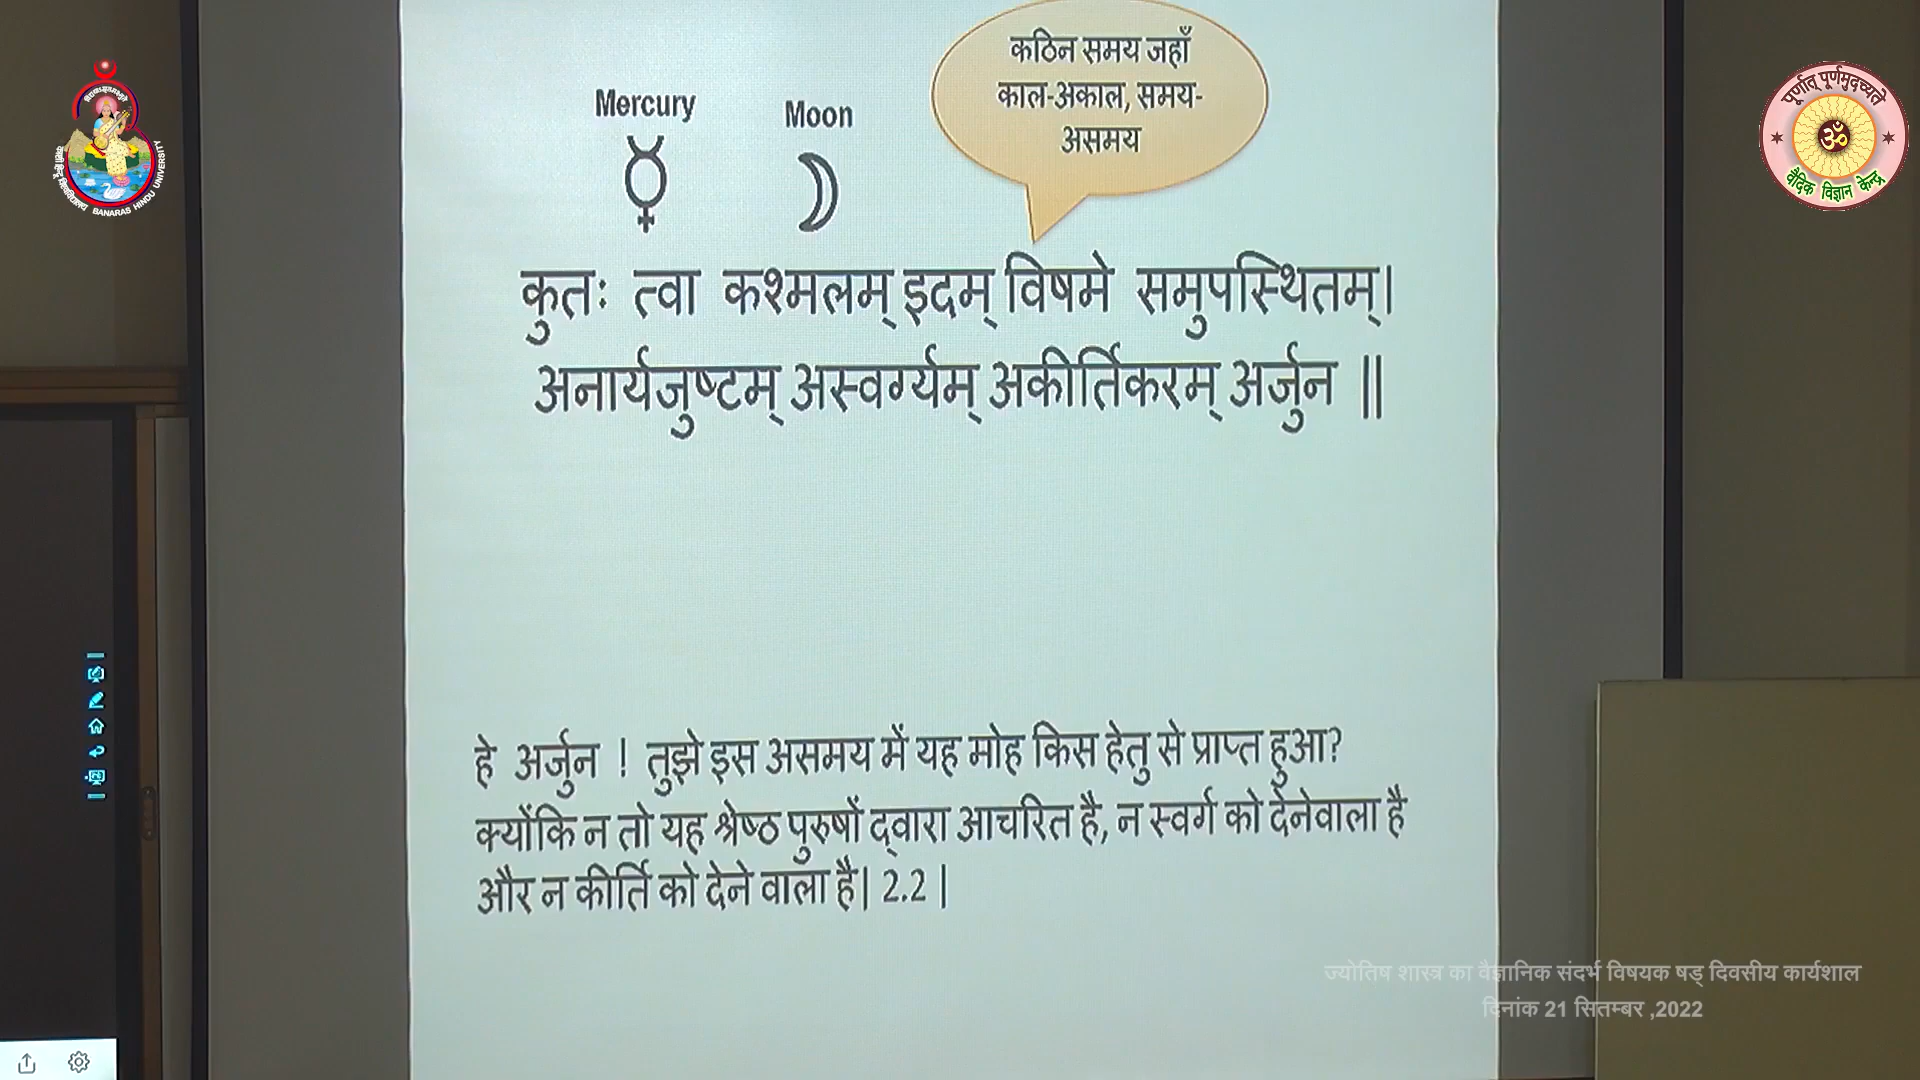 Mercury
Moon
कठिन समय जहाँ
काल-अकाल, समय-
असमय
कुतः त्वा कश्मलम् इदम् विषमे समुपस्थितम्।
अनार्यजुष्टम् अस्वर्ग्यम् अकीर्तिकरम् अर्जुन ||
हे अर्जुन ! तुझे इस असमय में यह मोह किस हेतु से प्राप्त हुआ?
क्योंकि न तो यह श्रेष्ठ पुरुषों द्वारा आचरित है, न स्वर्ग को देनेवाला है
और न कीर्ति को देने वाला है| 2.2 |
ज्योतिष शास्त्र का वैज्ञानिक संदर्भ विषयक षड् दिवसीय कार्यशाल
दिनांक 21 सितम्बर ,2022
BANARAS HINDU UNIVERSITY
पूर्णात् पूर्णमुदच्यते
ॐ
वैदिक विज्ञान केन्द्र